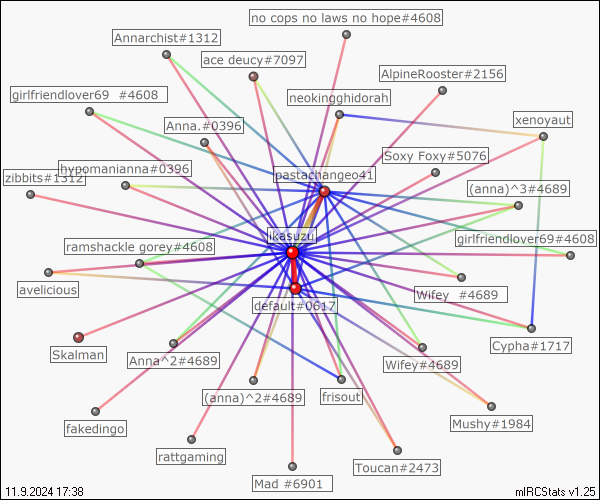 no cops no laws no hope#4608
Annarchist#1312
ace deucy#7097
AlpineRooster#2156
girlfriendlover69 #4608
neokingghidorah
Anna.#0396
xenoyaut
Soxy Foxy#5076
hypomanianna#0396
pastachangeo41
zibbits#1312
(anna)^3#4689
ikasuzu
ramshackle gorey#4608
girlfriendlover69#4608
avelicious
default#0617
Wifey #4689
Skalman
Anna^2#4689
Cypha#1717
Wifey#4689
(anna)^2#4689
frisout
fakedingo
Mushy#1984
rattgaming
Toucan#2473
Mad #6901
11.9.2024 17:38
mIRCStats v1.25